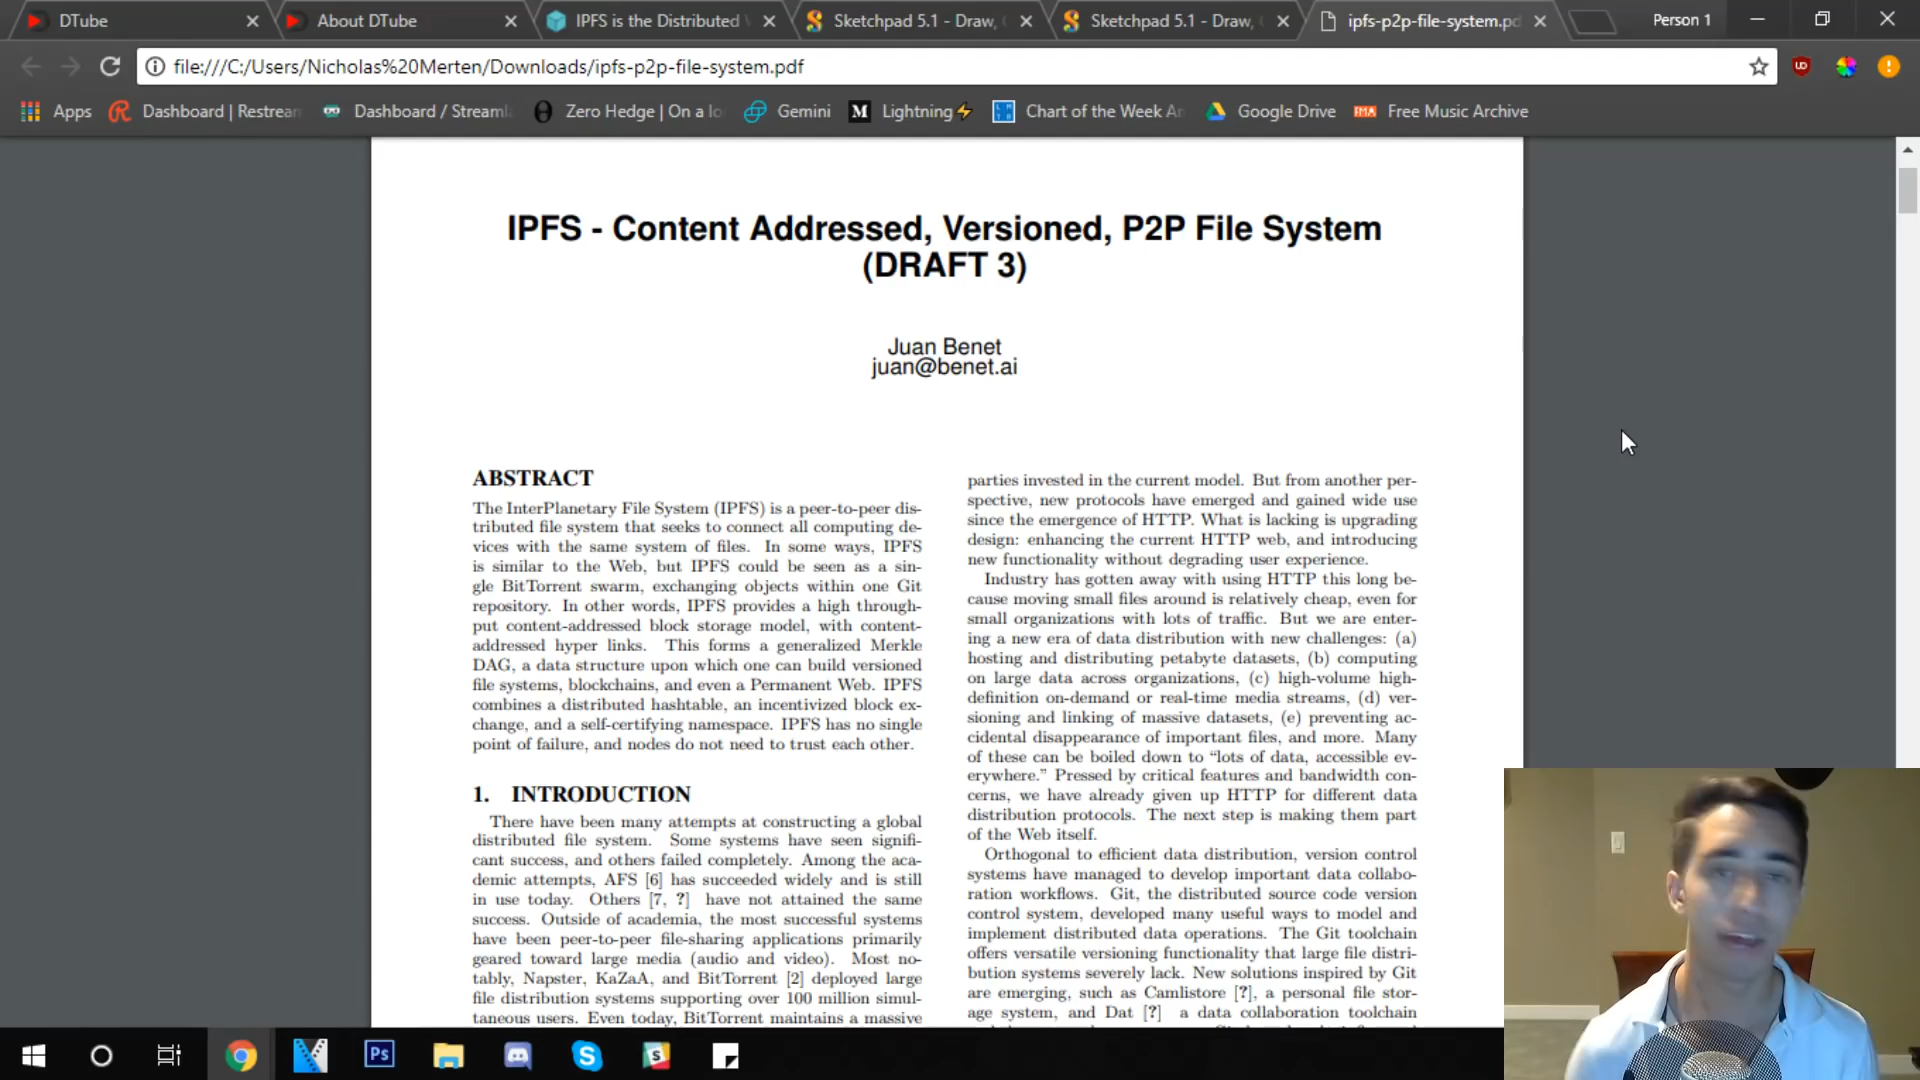 DTube
About DTube
IPFS is the Distributed
Sketchpad 5.1 - Draw,
Sketchpad 5.1 - Draw,
ipfs-p2p-file-system.pd
Person 1
file:///C:/Users/Nicholas%20Merten/Downloads/ipfs-p2p-file-system.pdf
Apps
Dashboard | Restream
Dashboard / Streaml
Zero Hedge | On a lo
Gemini
M
Lightning⚡
Chart of the Week Ar
Google Drive
FMA
Free Music Archive
IPFS - Content Addressed, Versioned, P2P File System
(DRAFT 3)
Juan Benet
juan@benet.ai
ABSTRACT
The InterPlanetary File System (IPFS) is a peer-to-peer dis-
tributed file system that seeks to connect all computing de-
vices with the same system of files. In some ways, IPFS
is similar to the Web, but IPFS could be seen as a sin-
gle BitTorrent swarm, exchanging objects within one Git
repository. In other words, IPFS provides a high through-
put content-addressed block storage model, with content-
addressed hyper links. This forms a generalized Merkle
DAG, a data structure upon which one can build versioned
file systems, blockchains, and even a Permanent Web. IPFS
combines a distributed hashtable, an incentivized block ex-
change, and a self-certifying namespace. IPFS has no single
point of failure, and nodes do not need to trust each other.
1. INTRODUCTION
There have been many attempts at constructing a global
distributed file system. Some systems have seen signifi-
cant success, and others failed completely. Among the aca-
demic attempts, AFS [6] has succeeded widely and is still
in use today. Others [7, ?] have not attained the same
success. Outside of academia, the most successful systems
have been peer-to-peer file-sharing applications primarily
geared toward large media (audio and video). Most no-
tably, Napster, KaZaA, and BitTorrent [2] deployed large
file distribution systems supporting over 100 million simul-
taneous users. Even today, BitTorrent maintains a massive
parties invested in the current model. But from another per-
spective, new protocols have emerged and gained wide use
since the emergence of HTTP. What is lacking is upgrading
design: enhancing the current HTTP web, and introducing
new functionality without degrading user experience.
Industry has gotten away with using HTTP this long be-
cause moving small files around is relatively cheap, even for
small organizations with lots of traffic. But we are enter-
ing a new era of data distribution with new challenges: (a)
hosting and distributing petabyte datasets, (b) computing
on large data across organizations, (c) high-volume high-
definition on-demand or real-time media streams, (d) ver-
sioning and linking of massive datasets, (e) preventing ac-
cidental disappearance of important files, and more. Many
of these can be boiled down to “lots of data, accessible ev-
erywhere.” Pressed by critical features and bandwidth con-
cerns, we have already given up HTTP for different data
distribution protocols. The next step is making them part
of the Web itself.
Orthogonal to efficient data distribution, version control
systems have managed to develop important data collabo-
ration workflows. Git, the distributed source code version
control system, developed many useful ways to model and
implement distributed data operations. The Git toolchain
offers versatile versioning functionality that large file distri-
bution systems severely lack. New solutions inspired by Git
are emerging, such as Camlistore [?], a personal file stor-
age system, and Dat [?] a data collaboration toolchain
Ps